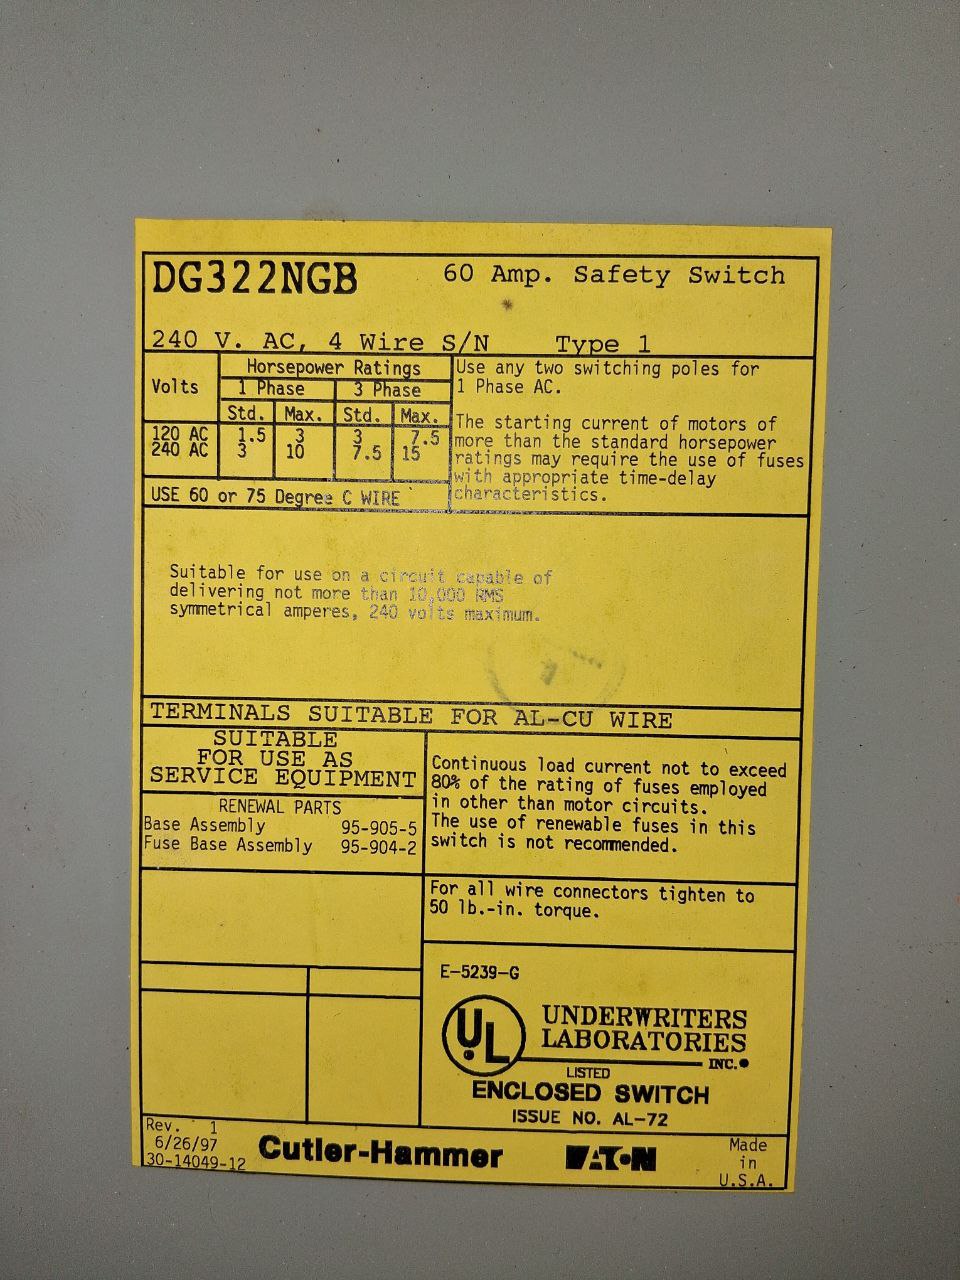 DG322NGB 60 Amp. Safety Switch
240 V. AC, 4 Wire S/N Type 1
Volts
Horsepower Ratings
1 Phase 3 Phase
Std. Max. Std. Max.
120 AC 1.5 3 3 7.5
240 AC 3 10 7.5 15
USE 60 or 75 Degree C WIRE
Use any two switching poles for
1 Phase AC.
The starting current of motors of
more than the standard horsepower
ratings may require the use of fuses
with appropriate time-delay
characteristics.
Suitable for use on a circuit capable of
delivering not more than 10,000 RMS
symmetrical amperes, 240 volts maximum.
TERMINALS SUITABLE FOR AL-CU WIRE
SUITABLE
FOR USE AS
SERVICE EQUIPMENT
RENEWAL PARTS
Base Assembly 95-905-5
Fuse Base Assembly 95-904-2
Continuous load current not to exceed
80% of the rating of fuses employed
in other than motor circuits.
The use of renewable fuses in this
switch is not recommended.
For all wire connectors tighten to
50 lb.-in. torque.
E-5239-G
UL
UNDERWRITERS
LABORATORIES
INC.
LISTED
ENCLOSED SWITCH
ISSUE NO. AL-72
Rev. 1
6/26/97
30-14049-12
Cutler-Hammer
EATON
Made
in
U.S.A.